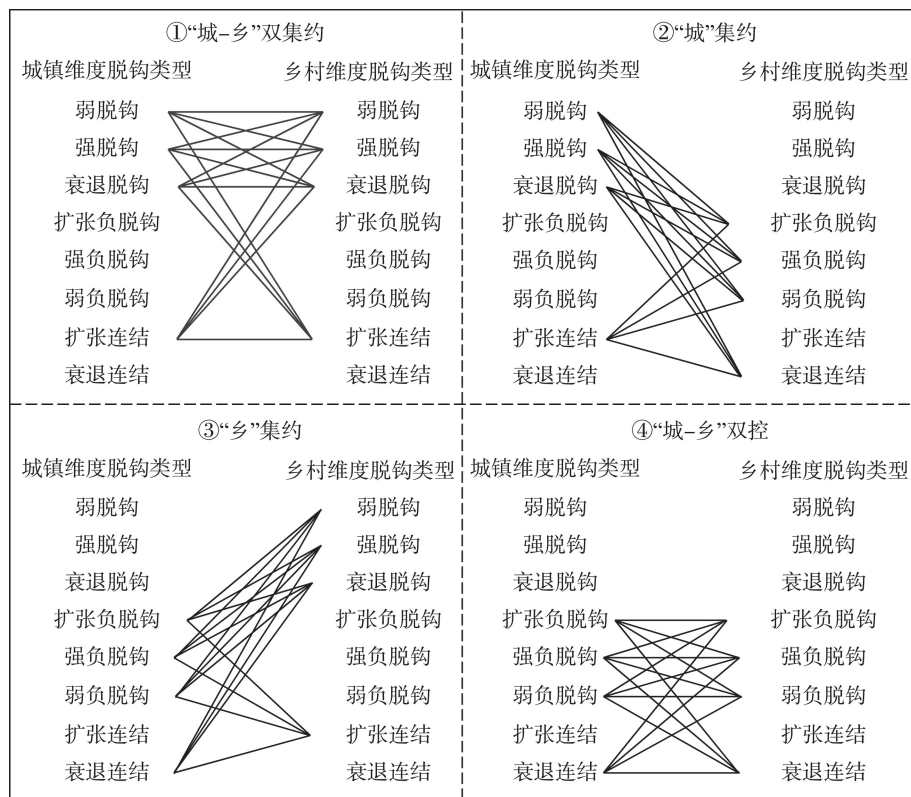 ①“城–乡”双集约
城镇维度脱钩类型 乡村维度脱钩类型
弱脱钩 弱脱钩
强脱钩 强脱钩
衰退脱钩 衰退脱钩
扩张负脱钩 扩张负脱钩
强负脱钩 强负脱钩
弱负脱钩 弱负脱钩
扩张连结 扩张连结
衰退连结 衰退连结
②“城”集约
城镇维度脱钩类型 乡村维度脱钩类型
弱脱钩 弱脱钩
强脱钩 强脱钩
衰退脱钩 衰退脱钩
扩张负脱钩 扩张负脱钩
强负脱钩 强负脱钩
弱负脱钩 弱负脱钩
扩张连结 扩张连结
衰退连结 衰退连结
③“乡”集约
城镇维度脱钩类型 乡村维度脱钩类型
弱脱钩 弱脱钩
强脱钩 强脱钩
衰退脱钩 衰退脱钩
扩张负脱钩 扩张负脱钩
强负脱钩 强负脱钩
弱负脱钩 弱负脱钩
扩张连结 扩张连结
衰退连结 衰退连结
④“城–乡”双控
城镇维度脱钩类型 乡村维度脱钩类型
弱脱钩 弱脱钩
强脱钩 强脱钩
衰退脱钩 衰退脱钩
扩张负脱钩 扩张负脱钩
强负脱钩 强负脱钩
弱负脱钩 弱负脱钩
扩张连结 扩张连结
衰退连结 衰退连结